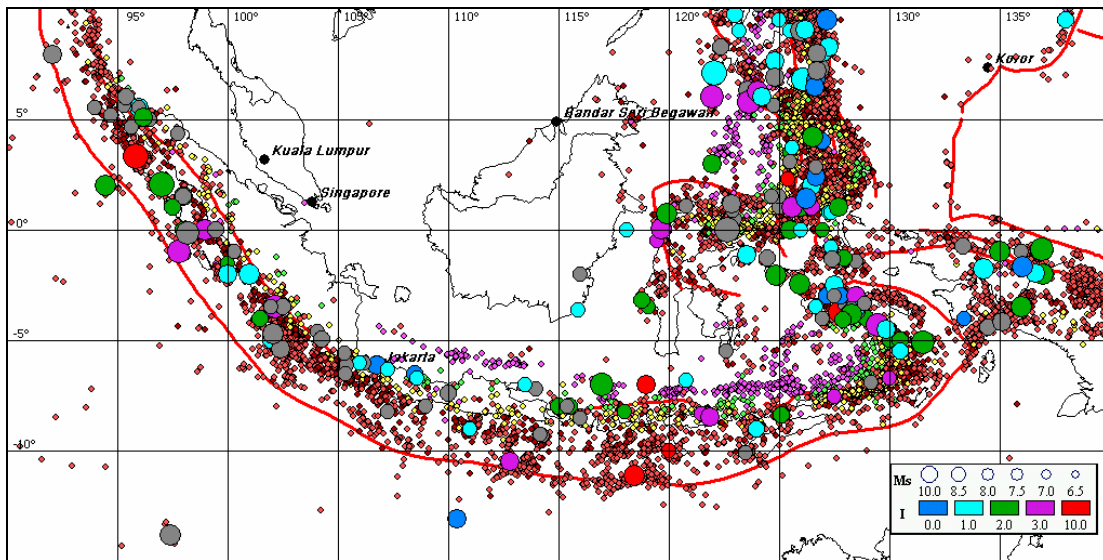 95° 100° 105° 110° 115° 120° 130° 135°
Koror
5°
Bandar Seri Begawan
Kuala Lumpur
Singapore
0°
-5°
Jakarta
-10°
Ms
10.0 8.5 8.0 7.5 7.0 6.5
I
0.0 1.0 2.0 3.0 10.0